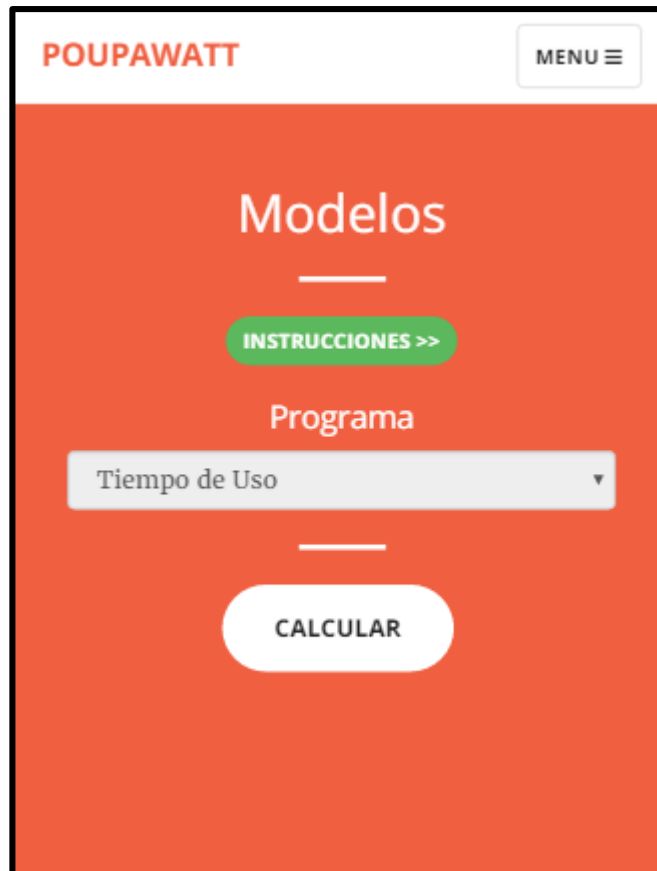 POUPAWATT
MENU ☰
Modelos
INSTRUCCIONES >>
Programa
Tiempo de Uso
CALCULAR